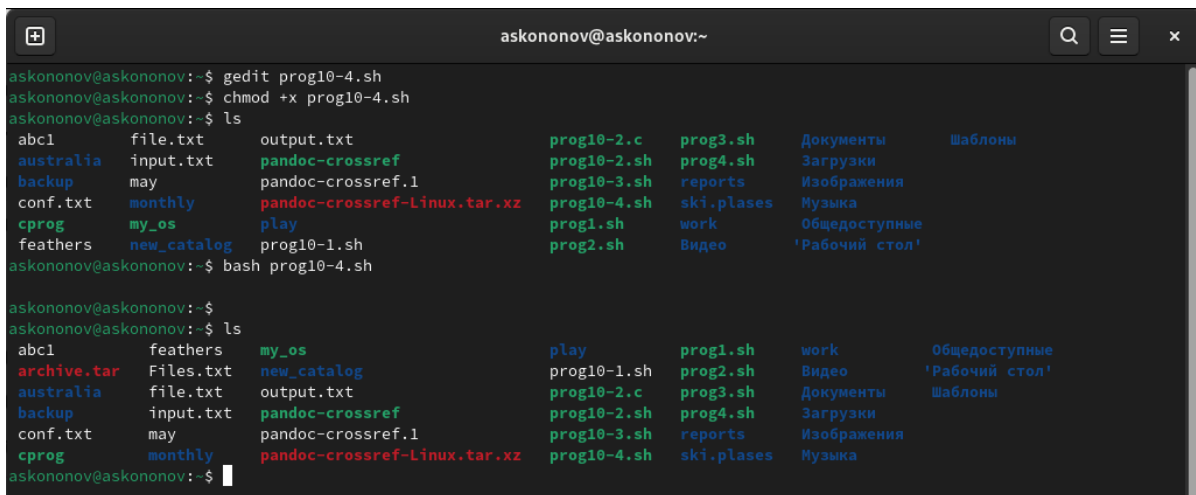 askononov@askononov:~
askononov@askononov:~$ gedit prog10-4.sh
askononov@askononov:~$ chmod +x prog10-4.sh
askononov@askononov:~$ ls
abc1 file.txt output.txt prog10-2.c prog3.sh Документы Шаблоны
australia input.txt pandoc-crossref prog10-2.sh prog4.sh Загрузки
backup may pandoc-crossref.1 prog10-3.sh reports Изображения
conf.txt monthly pandoc-crossref-Linux.tar.xz prog10-4.sh ski.plases Музыка
cprog my_os play prog1.sh work Общедоступные
feathers new_catalog prog10-1.sh prog2.sh Видео 'Рабочий стол'
askononov@askononov:~$ bash prog10-4.sh
askononov@askononov:~$
askononov@askononov:~$ ls
abc1 feathers my_os play prog1.sh work Общедоступные
archive.tar Files.txt new_catalog prog10-1.sh prog2.sh Видео 'Рабочий стол'
australia file.txt output.txt prog10-2.c prog3.sh Документы Шаблоны
backup input.txt pandoc-crossref prog10-2.sh prog4.sh Загрузки
conf.txt may pandoc-crossref.1 prog10-3.sh reports Изображения
cprog monthly pandoc-crossref-Linux.tar.xz prog10-4.sh ski.plases Музыка
askononov@askononov:~$